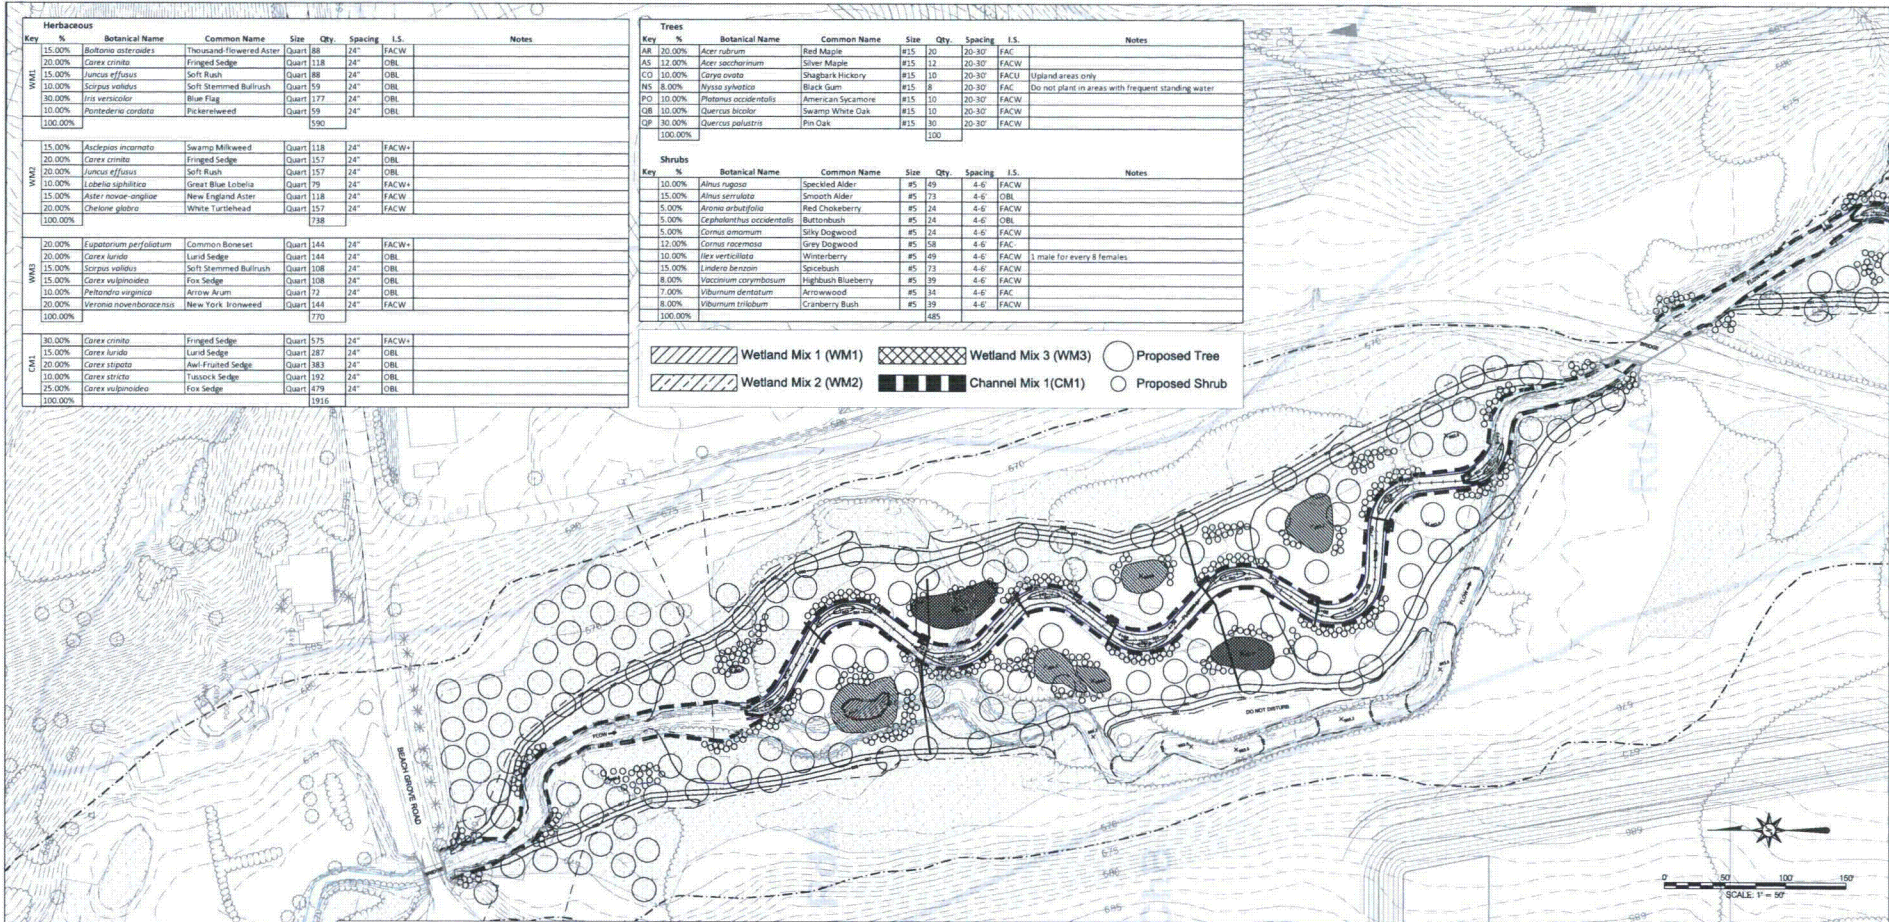 Herbaceous
Key % Botanical Name Common Name Size Qty. Spacing I.S. Notes
WM1
15.00% Boltonia asteroides Thousand-flowered Aster Quart 88 24" FACW
20.00% Carex crinita Fringed Sedge Quart 118 24" OBL
15.00% Juncus effusus Soft Rush Quart 88 24" OBL
10.00% Scirpus validus Soft Stemmed Bullrush Quart 59 24" OBL
30.00% Iris versicolor Blue Flag Quart 177 24" OBL
10.00% Pontederia cordata Pickerelweed Quart 59 24" OBL
100.00% 590
WM2
15.00% Asclepias incarnata Swamp Milkweed Quart 118 24" FACW+
20.00% Carex crinita Fringed Sedge Quart 157 24" OBL
20.00% Juncus effusus Soft Rush Quart 157 24" OBL
10.00% Lobelia siphilitica Great Blue Lobelia Quart 79 24" FACW+
15.00% Aster novae-angliae New England Aster Quart 118 24" FACW
20.00% Chelone glabra White Turtlehead Quart 157 24" FACW
100.00% 738
WM3
20.00% Eupatorium perfoliatum Common Boneset Quart 144 24" FACW+
20.00% Carex lurida Lurid Sedge Quart 144 24" OBL
15.00% Scirpus validus Soft Stemmed Bullrush Quart 108 24" OBL
15.00% Carex vulpinoidea Fox Sedge Quart 108 24" OBL
10.00% Peltandra virginica Arrow Arum Quart 72 24" OBL
20.00% Veronia novenboracensis New York Ironweed Quart 144 24" FACW
100.00% 770
CM1
30.00% Carex crinita Fringed Sedge Quart 575 24" FACW+
15.00% Carex lurida Lurid Sedge Quart 287 24" OBL
20.00% Carex stipata Awl-Fruited Sedge Quart 383 24" OBL
10.00% Carex stricta Tussock Sedge Quart 192 24" OBL
25.00% Carex vulpinoidea Fox Sedge Quart 479 24" OBL
100.00% 1916
Trees
Key % Botanical Name Common Name Size Qty. Spacing I.S. Notes
AR 20.00% Acer rubrum Red Maple #15 20 20-30' FAC
AS 12.00% Acer saccharinum Silver Maple #15 12 20-30' FACW
CO 10.00% Carya ovata Shagbark Hickory #15 10 20-30' FACU Upland areas only
NS 8.00% Nyssa sylvatica Black Gum #15 8 20-30' FAC Do not plant in areas with frequent standing water
PO 10.00% Platanus occidentalis American Sycamore #15 10 20-30' FACW
QB 10.00% Quercus bicolor Swamp White Oak #15 10 20-30' FACW
QP 30.00% Quercus palustris Pin Oak #15 30 20-30' FACW
100.00% 100
Shrubs
Key % Botanical Name Common Name Size Qty. Spacing I.S. Notes
10.00% Alnus rugosa Speckled Alder #5 49 4-6' FACW
15.00% Alnus serrulata Smooth Alder #5 73 4-6' OBL
5.00% Aronia arbutifolia Red Chokeberry #5 24 4-6' FACW
5.00% Cephalanthus occidentalis Buttonbush #5 24 4-6' OBL
5.00% Cornus amomum Silky Dogwood #5 24 4-6' FACW
12.00% Cornus racemosa Grey Dogwood #5 58 4-6' FAC-
10.00% Ilex verticillata Winterberry #5 49 4-6' FACW 1 male for every 8 females
15.00% Lindera benzoin Spicebush #5 73 4-6' FACW
8.00% Vaccinium corymbosum Highbush Blueberry #5 39 4-6' FACW
7.00% Viburnum dentatum Arrowwood #5 34 4-6' FAC
8.00% Viburnum trilobum Cranberry Bush #5 39 4-6' FACW
100.00% 485
Wetland Mix 1 (WM1) Wetland Mix 3 (WM3) Proposed Tree
Wetland Mix 2 (WM2) Channel Mix 1(CM1) Proposed Shrub
BRIDGE
670
FLOW
DO NOT DISTURB
FLOW
BEACH GROVE ROAD
670
675
680
685
0' 50' 100' 150'
SCALE: 1" = 50'